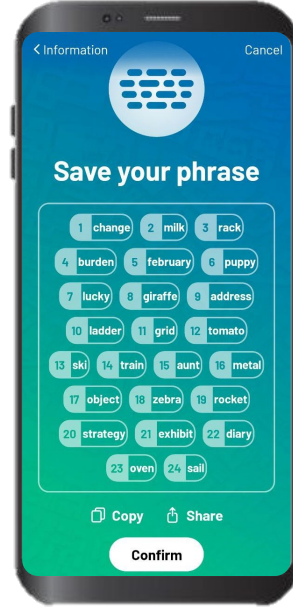 Information Cancel
Save your phrase
1 change 2 milk 3 rack
4 burden 5 february 6 puppy
7 lucky 8 giraffe 9 address
10 ladder 11 grid 12 tomato
13 ski 14 train 15 aunt 16 metal
17 object 18 zebra 19 rocket
20 strategy 21 exhibit 22 diary
23 oven 24 sail
Copy Share
Confirm